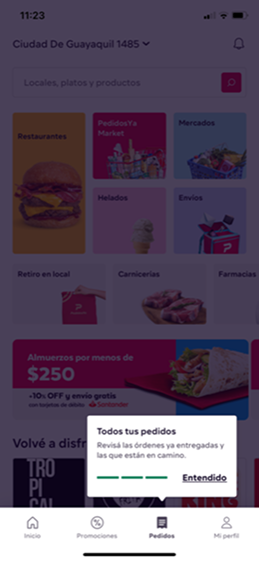 11:23
Ciudad De Guayaquil 1485
Locales, platos y productos
Restaurantes
PedidosYa
Market
Mercados
Helados
Envíos
Retiro en local
Carnicerías
Farmacias
Almuerzos por menos de
$250
-10% OFF y envío gratis
con tarjetas de débito Santander
Volvé a disfr
TRO
PI
CAL
KING
Todos tus pedidos
Revisá las órdenes ya entregadas y
las que están en camino.
Entendido
Inicio
Promociones
Pedidos
Mi perfil